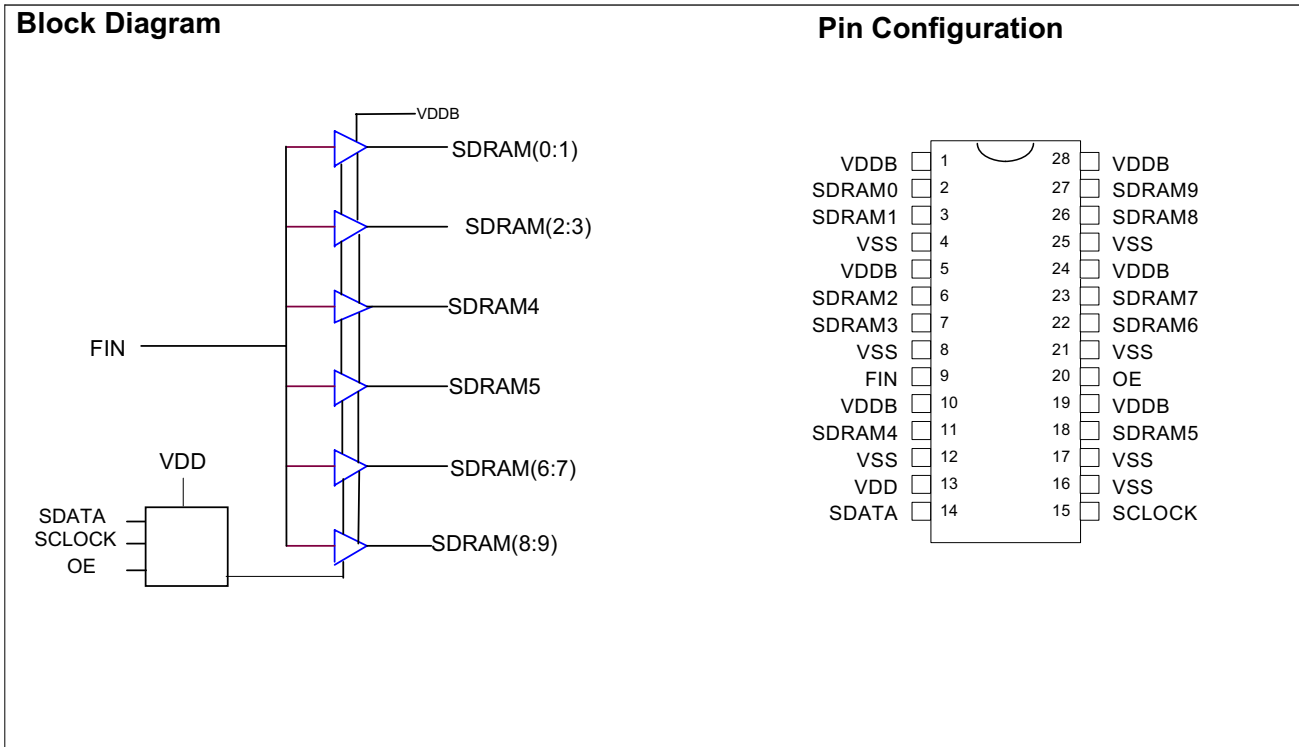 Block Diagram
VDDB
SDRAM(0:1)
SDRAM(2:3)
SDRAM4
FIN
SDRAM5
VDD
SDRAM(6:7)
SDATA
SCLOCK
OE
SDRAM(8:9)
Pin Configuration
VDDB 1 28 VDDB
SDRAM0 2 27 SDRAM9
SDRAM1 3 26 SDRAM8
VSS 4 25 VSS
VDDB 5 24 VDDB
SDRAM2 6 23 SDRAM7
SDRAM3 7 22 SDRAM6
VSS 8 21 VSS
FIN 9 20 OE
VDDB 10 19 VDDB
SDRAM4 11 18 SDRAM5
VSS 12 17 VSS
VDD 13 16 VSS
SDATA 14 15 SCLOCK